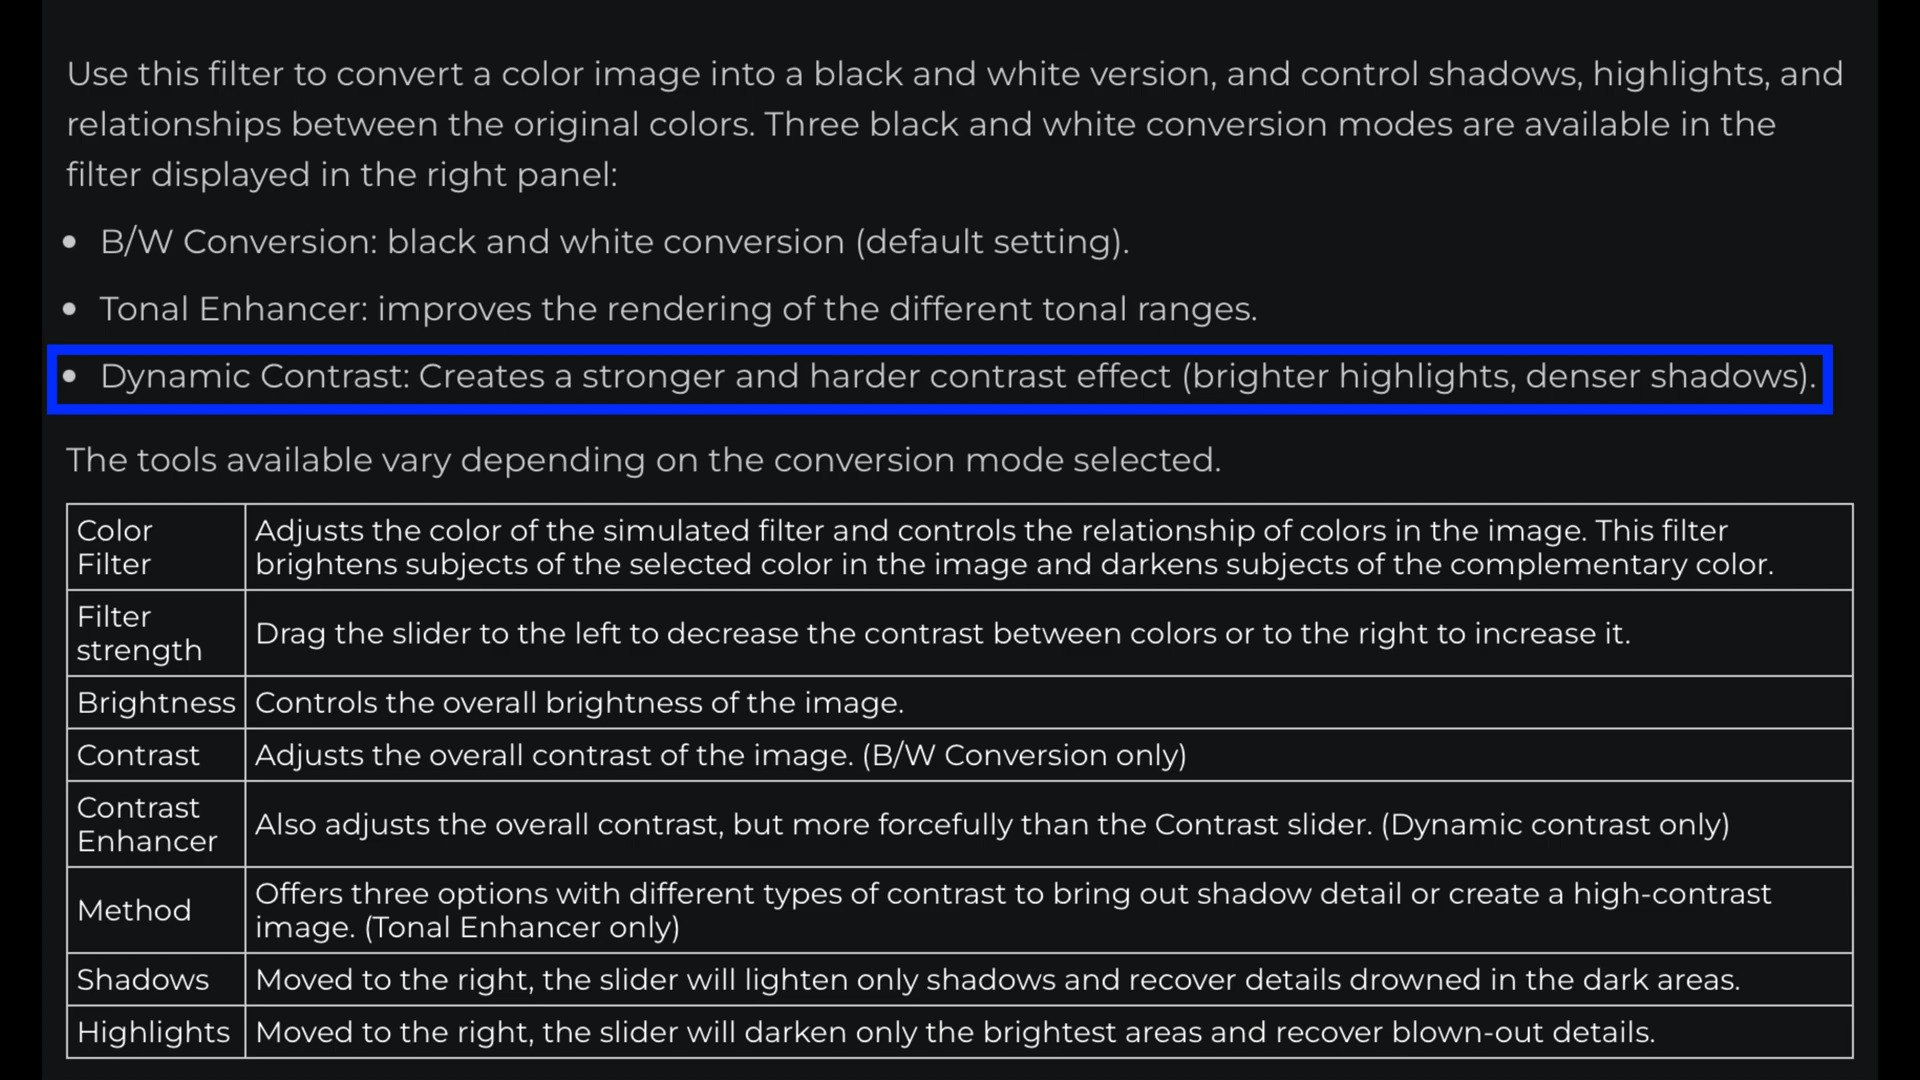 Use this filter to convert a color image into a black and white version, and control shadows, highlights, and
relationships between the original colors. Three black and white conversion modes are available in the
filter displayed in the right panel:
• B/W Conversion: black and white conversion (default setting).
• Tonal Enhancer: improves the rendering of the different tonal ranges.
• Dynamic Contrast: Creates a stronger and harder contrast effect (brighter highlights, denser shadows).
The tools available vary depending on the conversion mode selected.
Color
Filter
Adjusts the color of the simulated filter and controls the relationship of colors in the image. This filter
brightens subjects of the selected color in the image and darkens subjects of the complementary color.
Filter
strength
Drag the slider to the left to decrease the contrast between colors or to the right to increase it.
Brightness
Controls the overall brightness of the image.
Contrast
Adjusts the overall contrast of the image. (B/W Conversion only)
Contrast
Enhancer
Also adjusts the overall contrast, but more forcefully than the Contrast slider. (Dynamic contrast only)
Method
Offers three options with different types of contrast to bring out shadow detail or create a high-contrast
image. (Tonal Enhancer only)
Shadows
Moved to the right, the slider will lighten only shadows and recover details drowned in the dark areas.
Highlights
Moved to the right, the slider will darken only the brightest areas and recover blown-out details.